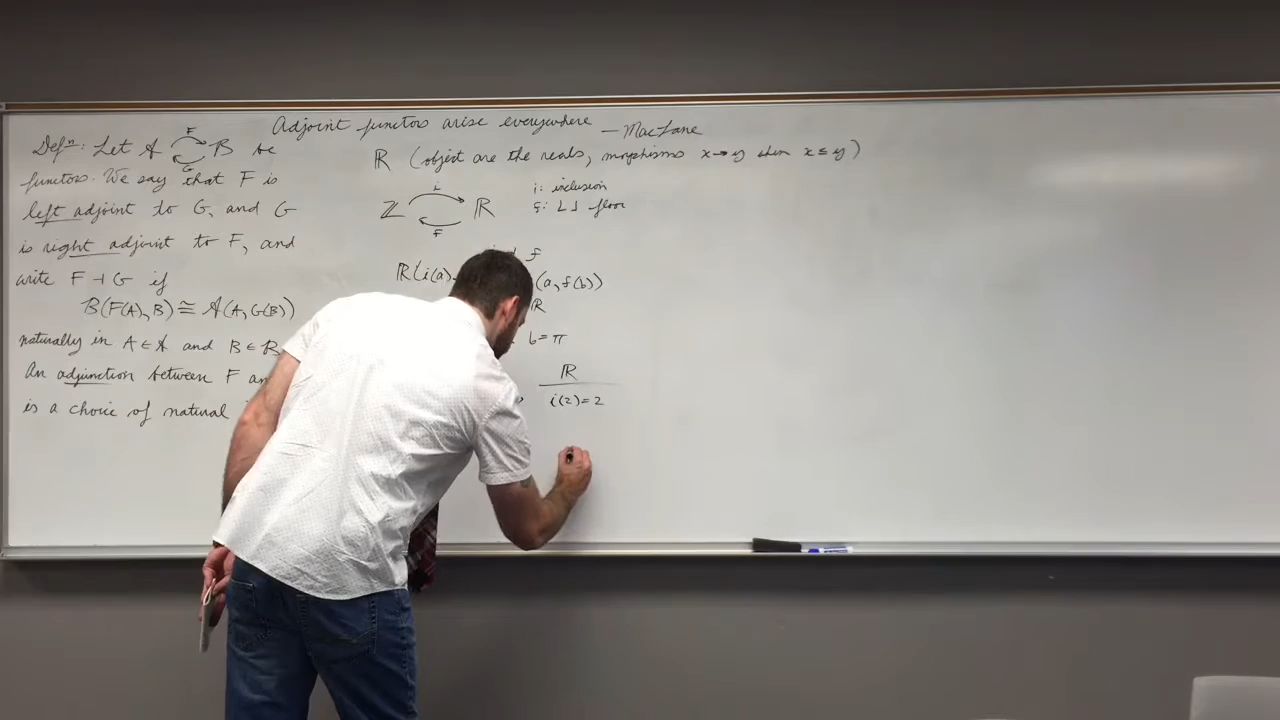 Adjoint functors arise everywhere — MacLane
Defⁿ: Let 𝒜 F G ℬ be
functors. We say that F is
left adjoint to G, and G
is right adjoint to F, and
write F ⊣ G if
ℬ(F(A), B) ≅ 𝒜(A, G(B))
naturally in A ∈ 𝒜 and B ∈ ℬ.
An adjunction between F an
is a choice of natural
ℝ (object are the reals, morphisms x → y when x ≤ y)
ℤ i F ℝ
i: inclusion
f: ⌊⌋ floor
f
ℝ(i(a), (a, f(b))
ℝ
b = π
ℝ
i(2) = 2